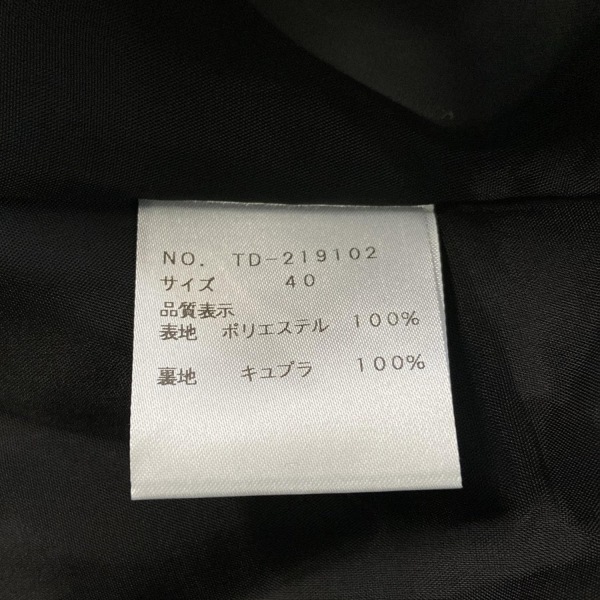 NO. TD-219102
サイズ 40
品質表示
表地 ポリエステル 100%
裏地 キュプラ 100%